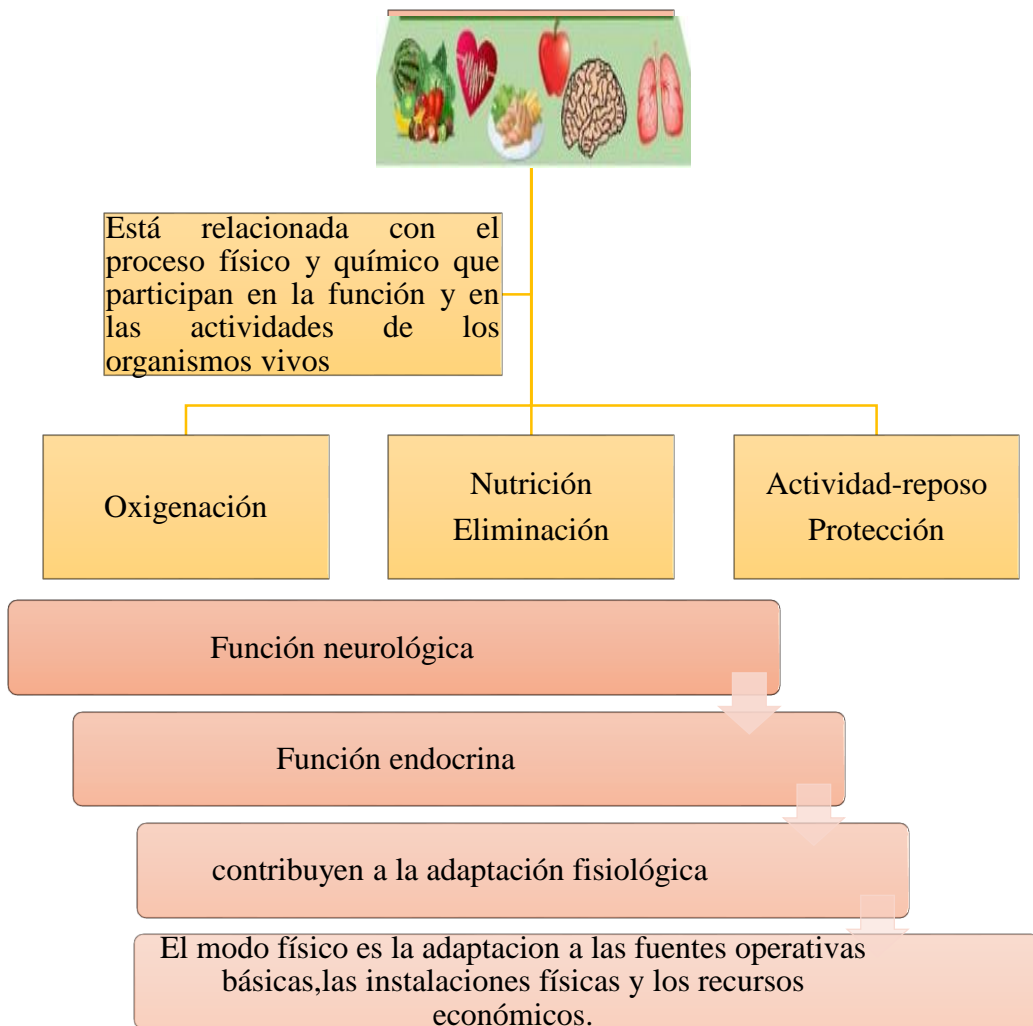 Está relacionada con el
proceso físico y químico que
participan en la función y en
las actividades de los
organismos vivos
Oxigenación
Nutrición
Eliminación
Actividad-reposo
Protección
Función neurológica
Función endocrina
contribuyen a la adaptación fisiológica
El modo físico es la adaptacion a las fuentes operativas
básicas,las instalaciones físicas y los recursos
económicos.